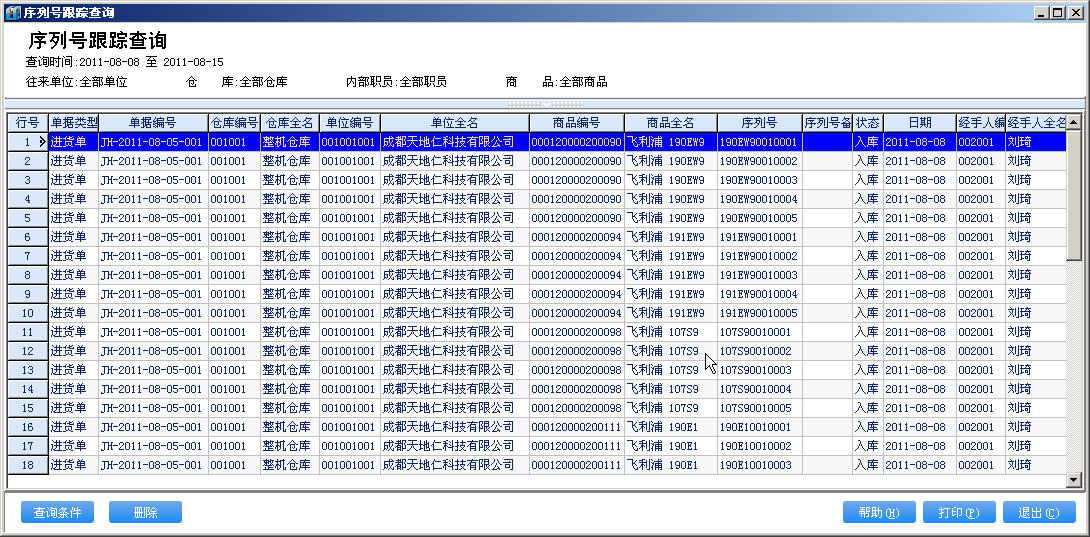 序列号跟踪查询
序列号跟踪查询
查询时间:2011-08-08 至 2011-08-15
往来单位:全部单位 仓 库:全部仓库 内部职员:全部职员 商 品:全部商品
行号 单据类型 单据编号 仓库编号 仓库全名 单位编号 单位全名 商品编号 商品全名 序列号 序列号备 状态 日期 经手人编 经手人全名
1 进货单 JH-2011-08-05-001 001001 整机仓库 001001001 成都天地仁科技有限公司 000120000200090 飞利浦 190EW9 190EW90010001 入库 2011-08-08 002001 刘琦
2 进货单 JH-2011-08-05-001 001001 整机仓库 001001001 成都天地仁科技有限公司 000120000200090 飞利浦 190EW9 190EW90010002 入库 2011-08-08 002001 刘琦
3 进货单 JH-2011-08-05-001 001001 整机仓库 001001001 成都天地仁科技有限公司 000120000200090 飞利浦 190EW9 190EW90010003 入库 2011-08-08 002001 刘琦
4 进货单 JH-2011-08-05-001 001001 整机仓库 001001001 成都天地仁科技有限公司 000120000200090 飞利浦 190EW9 190EW90010004 入库 2011-08-08 002001 刘琦
5 进货单 JH-2011-08-05-001 001001 整机仓库 001001001 成都天地仁科技有限公司 000120000200090 飞利浦 190EW9 190EW90010005 入库 2011-08-08 002001 刘琦
6 进货单 JH-2011-08-05-001 001001 整机仓库 001001001 成都天地仁科技有限公司 000120000200094 飞利浦 191EW9 191EW90010001 入库 2011-08-08 002001 刘琦
7 进货单 JH-2011-08-05-001 001001 整机仓库 001001001 成都天地仁科技有限公司 000120000200094 飞利浦 191EW9 191EW90010002 入库 2011-08-08 002001 刘琦
8 进货单 JH-2011-08-05-001 001001 整机仓库 001001001 成都天地仁科技有限公司 000120000200094 飞利浦 191EW9 191EW90010003 入库 2011-08-08 002001 刘琦
9 进货单 JH-2011-08-05-001 001001 整机仓库 001001001 成都天地仁科技有限公司 000120000200094 飞利浦 191EW9 191EW90010004 入库 2011-08-08 002001 刘琦
10 进货单 JH-2011-08-05-001 001001 整机仓库 001001001 成都天地仁科技有限公司 000120000200094 飞利浦 191EW9 191EW90010005 入库 2011-08-08 002001 刘琦
11 进货单 JH-2011-08-05-001 001001 整机仓库 001001001 成都天地仁科技有限公司 000120000200098 飞利浦 107S9 107S90010001 入库 2011-08-08 002001 刘琦
12 进货单 JH-2011-08-05-001 001001 整机仓库 001001001 成都天地仁科技有限公司 000120000200098 飞利浦 107S9 107S90010002 入库 2011-08-08 002001 刘琦
13 进货单 JH-2011-08-05-001 001001 整机仓库 001001001 成都天地仁科技有限公司 000120000200098 飞利浦 107S9 107S90010003 入库 2011-08-08 002001 刘琦
14 进货单 JH-2011-08-05-001 001001 整机仓库 001001001 成都天地仁科技有限公司 000120000200098 飞利浦 107S9 107S90010004 入库 2011-08-08 002001 刘琦
15 进货单 JH-2011-08-05-001 001001 整机仓库 001001001 成都天地仁科技有限公司 000120000200098 飞利浦 107S9 107S90010005 入库 2011-08-08 002001 刘琦
16 进货单 JH-2011-08-05-001 001001 整机仓库 001001001 成都天地仁科技有限公司 000120000200111 飞利浦 190E1 190E10010001 入库 2011-08-08 002001 刘琦
17 进货单 JH-2011-08-05-001 001001 整机仓库 001001001 成都天地仁科技有限公司 000120000200111 飞利浦 190E1 190E10010002 入库 2011-08-08 002001 刘琦
18 进货单 JH-2011-08-05-001 001001 整机仓库 001001001 成都天地仁科技有限公司 000120000200111 飞利浦 190E1 190E10010003 入库 2011-08-08 002001 刘琦
查询条件 删除 帮助(H) 打印(P) 退出(C)